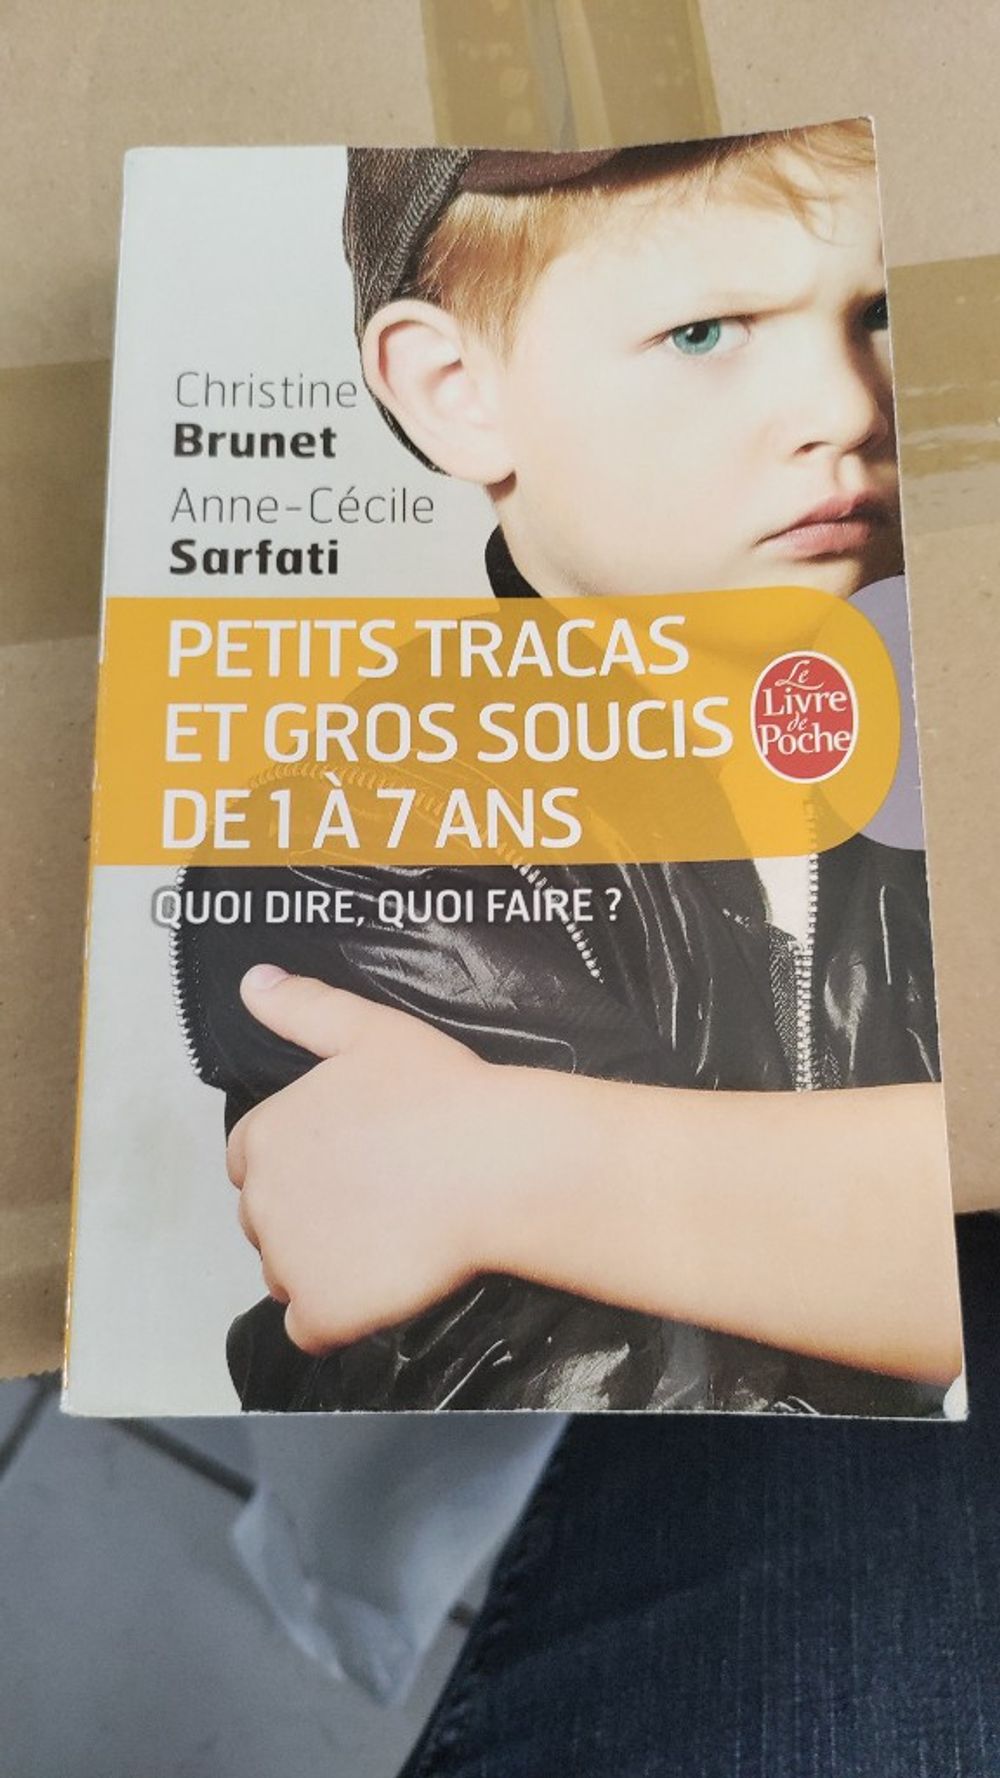 Christine
Brunet
Anne-Cécile
Sarfati
PETITS TRACAS
ET GROS SOUCIS
DE 1 À 7 ANS
Le
Livre
de
Poche
QUOI DIRE, QUOI FAIRE ?